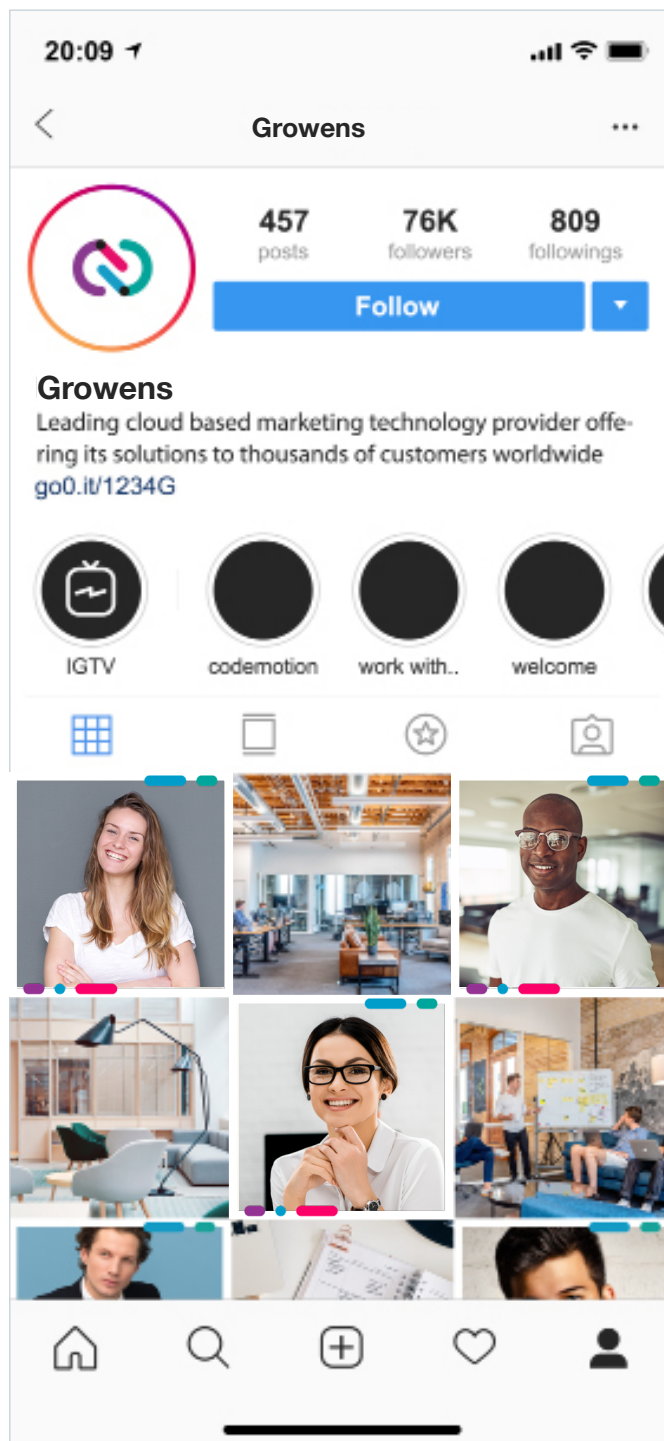 20:09
Growens
457 76K 809
posts followers followings
Follow
Growens
Leading cloud based marketing technology provider offe-
ring its solutions to thousands of customers worldwide
go0.it/1234G
IGTV codemotion work with.. welcome